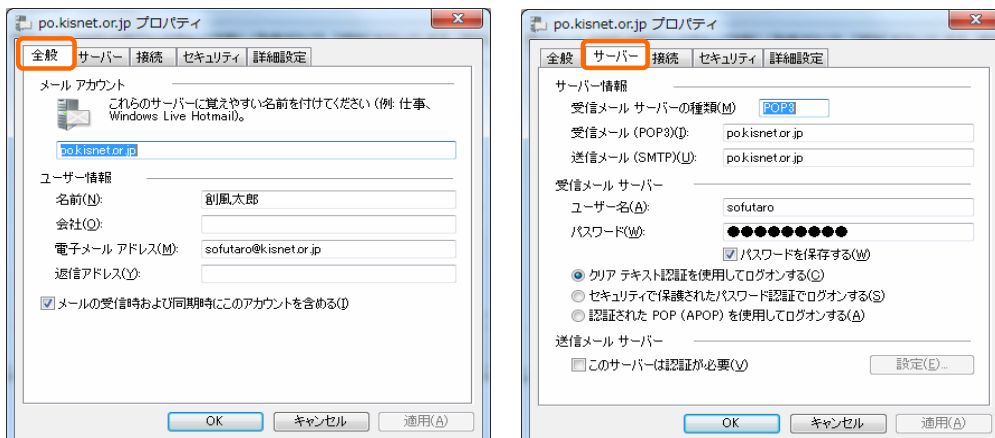 po.kisnet.or.jp プロパティ
全般 サーバー 接続 セキュリティ 詳細設定
メール アカウント
これらのサーバーに覚えやすい名前を付けてください (例: 仕事、
Windows Live Hotmail)。
po.kisnet.or.jp
ユーザー情報
名前(N): 創風太郎
会社(O):
電子メール アドレス(M): sofutaro@kisnet.or.jp
返信アドレス(Y):
メールの受信時および同期時にこのアカウントを含める(I)
OK キャンセル 適用(A)
po.kisnet.or.jp プロパティ
全般 サーバー 接続 セキュリティ 詳細設定
サーバー情報
受信メール サーバーの種類(M) POP3
受信メール (POP3)(I): po.kisnet.or.jp
送信メール (SMTP)(U): po.kisnet.or.jp
受信メール サーバー
ユーザー名(A): sofutaro
パスワード(W): ●●●●●●●●●
パスワードを保存する(W)
クリア テキスト認証を使用してログオンする(C)
セキュリティで保護されたパスワード認証でログオンする(S)
認証された POP (APOP) を使用してログオンする(A)
送信メール サーバー
このサーバーは認証が必要(V) 設定(E)...
OK キャンセル 適用(A)